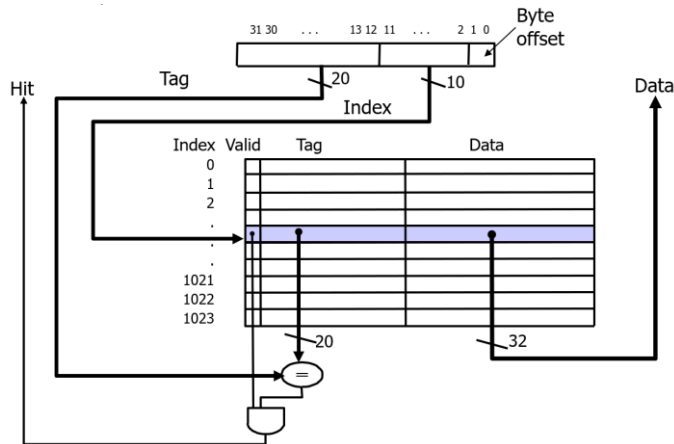 31 30 . . . 13 12 11 . . . 2 1 0
Byte
offset
20
10
Tag
Hit
Data
Index
Index Valid Tag Data
0
1
2
.
.
.
1021
1022
1023
20
32
=